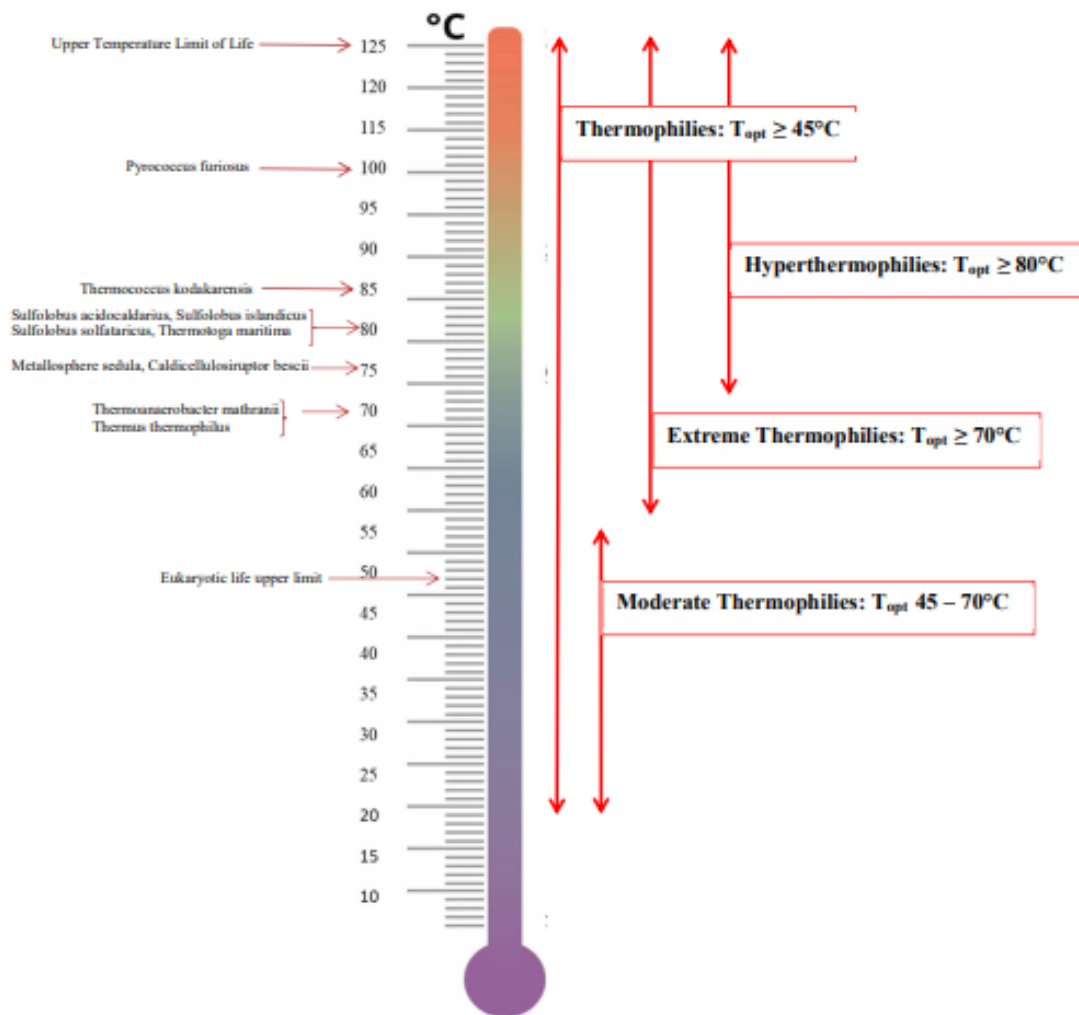 °C
Upper Temperature Limit of Life
125
120
115
Pyrococcus furiosus
100
95
90
Thermococcus kodakarensis
85
Sulfolobus acidocaldarius, Sulfolobus islandicus
Sulfolobus solfataricus, Thermotoga maritima
80
Metallosphere sedula, Caldicellulosiruptor bescii
75
Thermoanaerobacter mathranii
Thermus thermophilus
70
65
60
55
Eukaryotic life upper limit
50
45
40
35
30
25
20
15
10
Thermophilies: Topt ≥ 45°C
Hyperthermophilies: Topt ≥ 80°C
Extreme Thermophilies: Topt ≥ 70°C
Moderate Thermophilies: Topt 45 – 70°C